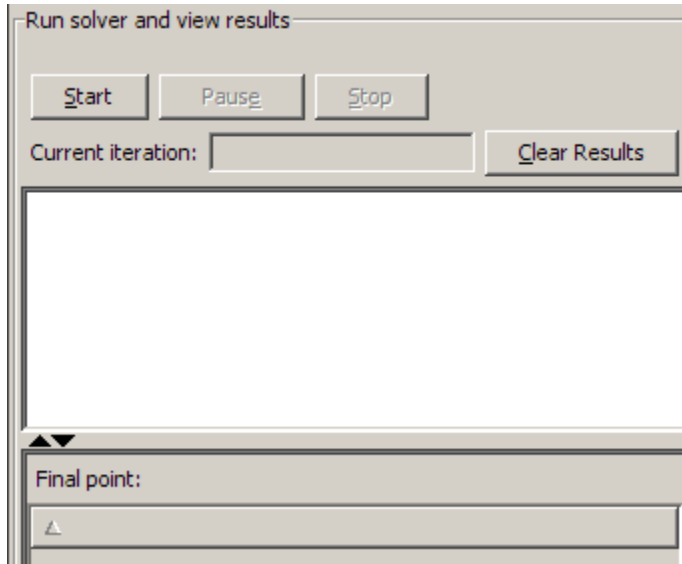 Run solver and view results
Start Pause Stop
Current iteration: Clear Results
Final point: